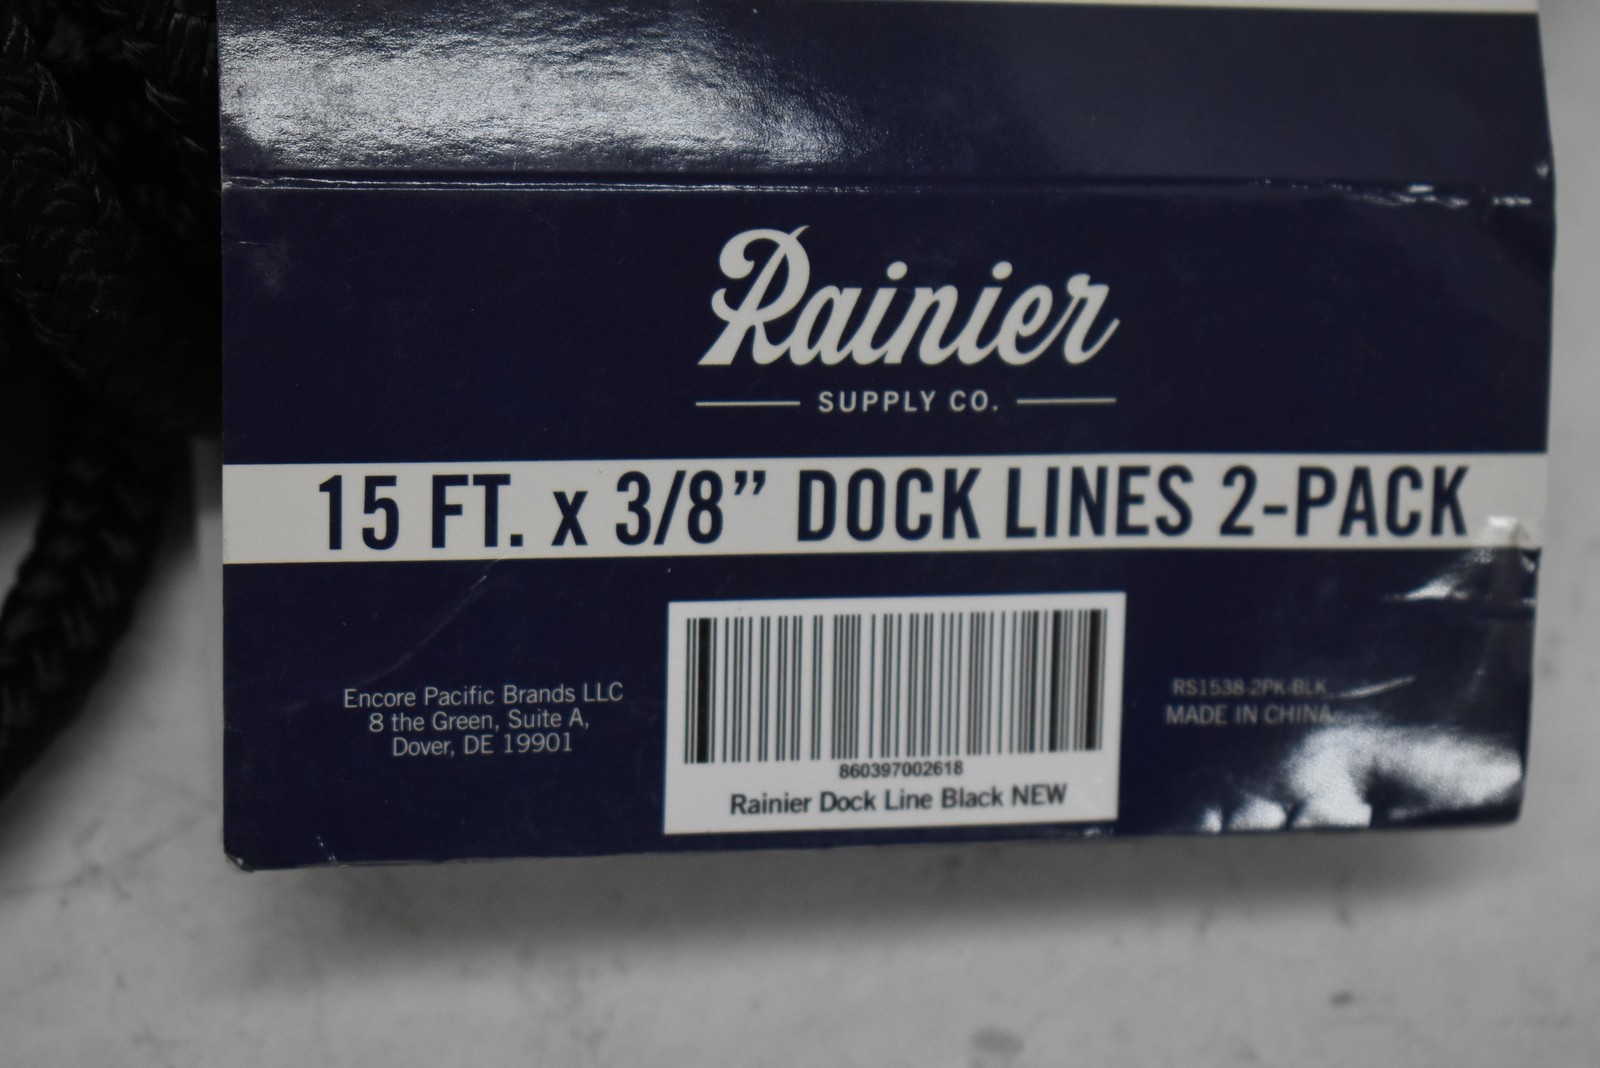 Rainier
SUPPLY CO.
15 FT. x 3/8” DOCK LINES 2-PACK
Encore Pacific Brands LLC
8 the Green, Suite A,
Dover, DE 19901
860397002618
Rainier Dock Line Black NEW
RS1538-2PK-BLK
MADE IN CHINA